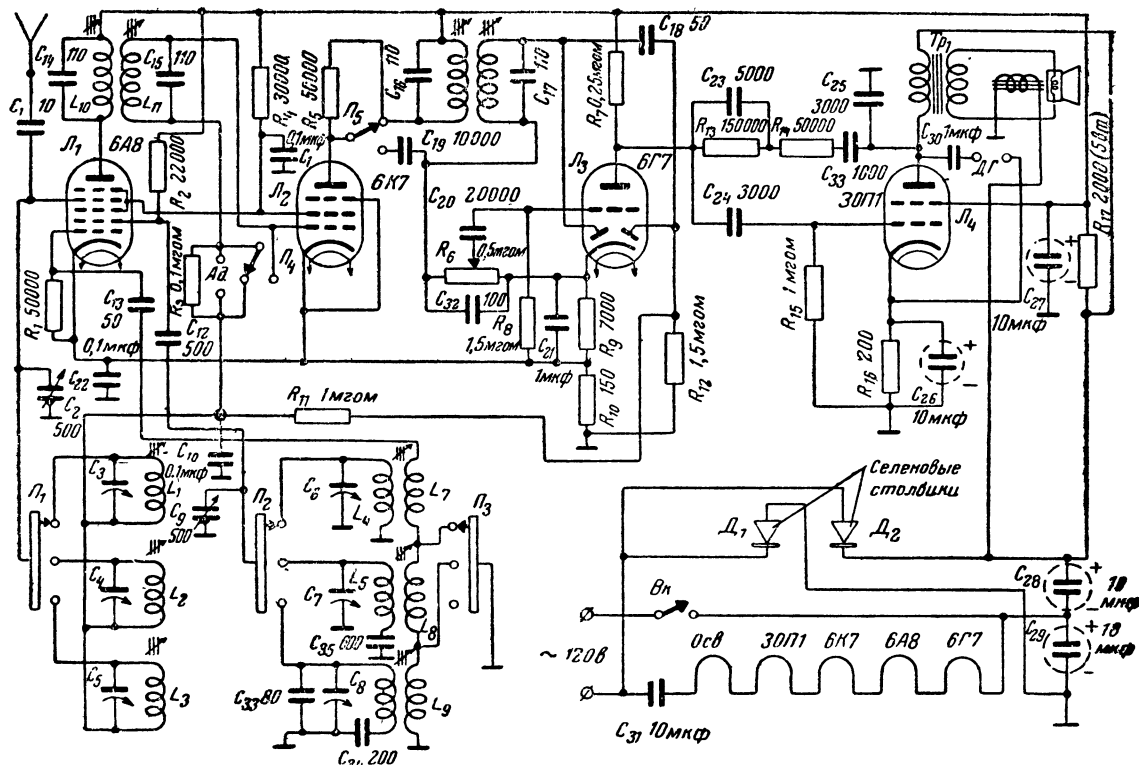 C14 110
C15 110
L10
L11
C1 10
Л1 6А8
R2 22000
R4 30000
R5 50000
0,1мкф
C1
Л2
6К7
П5
C16 110
C17 110
C19 10000
C18 50
R7 0,25мгом
Л3
6Г7
C20 20000
R6 0,5мгом
C32 100
R8 1,5мгом
C21 1мкф
R9 7000
R10 150
R12 1,5мгом
C23 5000
R13 150000
R14 50000
C24 3000
C25 3000
C33 1000
C30 1мкф
ДГ
Тр1
30П1
Л4
R15 1 мгом
R16 200
C26 10мкф
C27 10мкф
R17 2000 (5Вт)
R1 50000
C13 50
R3 0,1мгом
Ад
П4
C12 500
0,1мкф
C22
C2 500
R11 1мгом
C10 0.1мкф
C9 500
П1
C3
L1
C4
L2
C5
L3
П2
C6
L4
L7
П3
C7
L5
C35 600
L8
C33 80
C8
C34 200
L9
Селеновые
столбики
Д1
Д2
C28 10 мкф
C29 10 мкф
Вк
~ 120в
Осв 30П1 6К7 6А8 6Г7
C31 10мкф
+
−